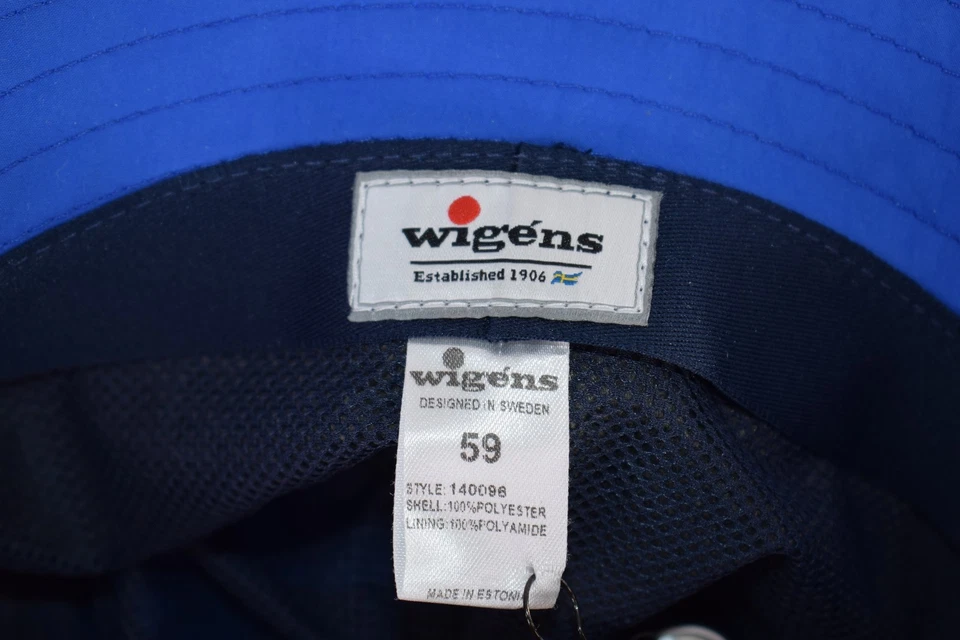 wigéns
Established 1906
wigéns
DESIGNED IN SWEDEN
59
STYLE: 140096
SHELL:100%POLYESTER
LINING:100%POLYAMIDE
MADE IN ESTONIA